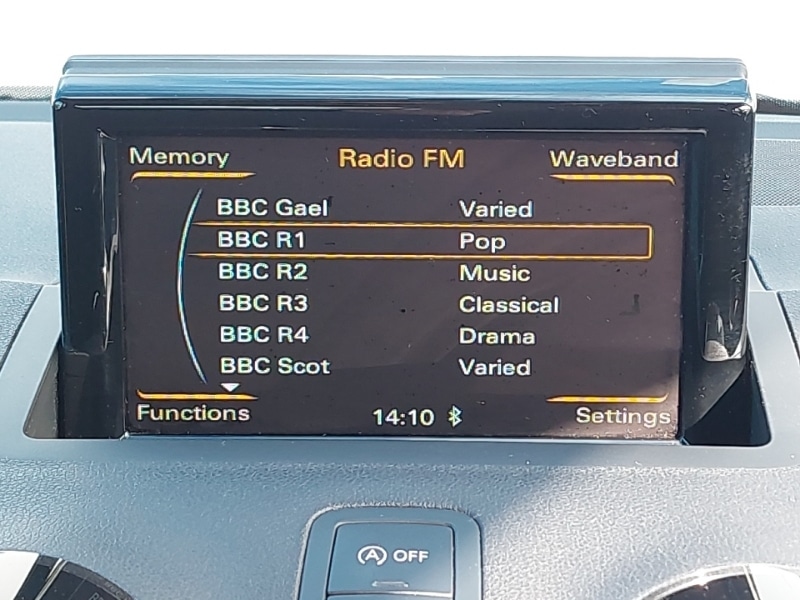 Memory Radio FM Waveband
BBC Gael Varied
BBC R1 Pop
BBC R2 Music
BBC R3 Classical
BBC R4 Drama
BBC Scot Varied
Functions 14:10 Settings
A OFF